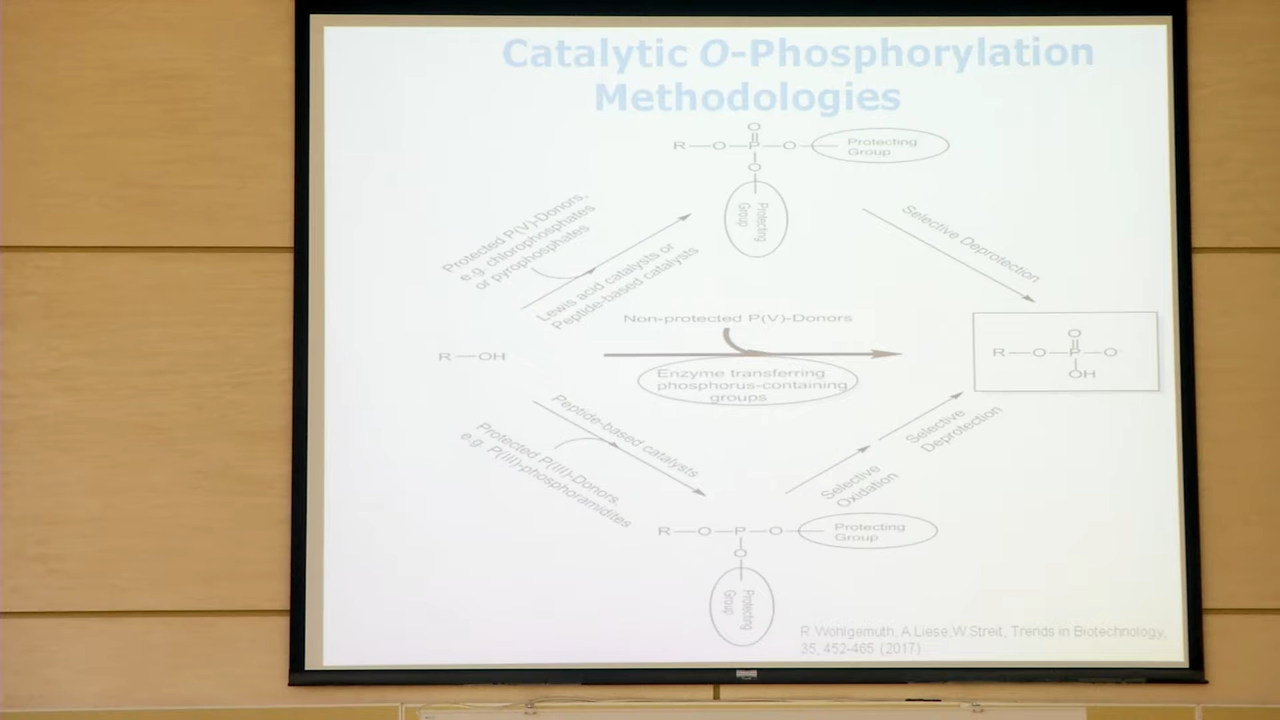 Catalytic O-Phosphorylation
Methodologies
R—O—P—O—
O
O
Protecting
Group
Protecting
Group
Protected P(V)-Donors,
e.g. chlorophosphates
or pyrophosphates
Lewis acid catalysts or
Peptide-based catalysts
Selective Deprotection
Non-protected P(V)-Donors
R—OH
Enzyme transferring
phosphorus-containing
groups
O
R—O—P—O-
OH
Peptide-based catalysts
Protected P(III)-Donors,
e.g. P(III)-phosphoramidites
Selective
Oxidation
Selective
Deprotection
R—O—P—O—
O
Protecting
Group
Protecting
Group
R.Wohlgemuth, A.Liese,W.Streit, Trends in Biotechnology,
35, 452-465 (2017)